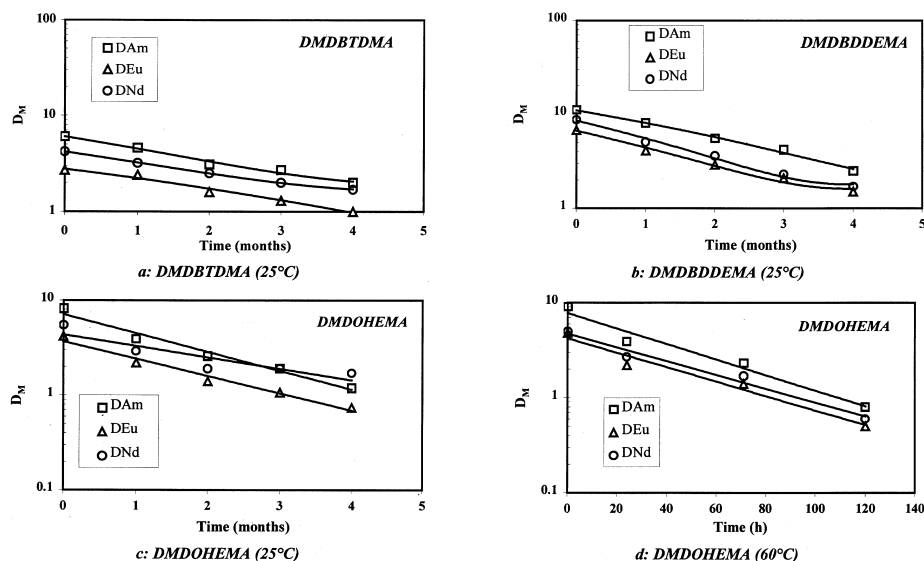 DMDBTDMA
DAm
DEu
DNd
D_M
100
10
1
0 1 2 3 4 5
Time (months)
a: DMDBTDMA (25°C)
DMDBDDEMA
DAm
DEu
DNd
D_M
100
10
1
0 1 2 3 4 5
Time (months)
b: DMDBDDEMA (25°C)
DMDOHEMA
DAm
DEu
DNd
D_M
10
1
0.1
0 1 2 3 4 5
Time (months)
c: DMDOHEMA (25°C)
DMDOHEMA
DAm
DEu
DNd
D_M
10
1
0.1
0 20 40 60 80 100 120 140
Time (h)
d: DMDOHEMA (60°C)